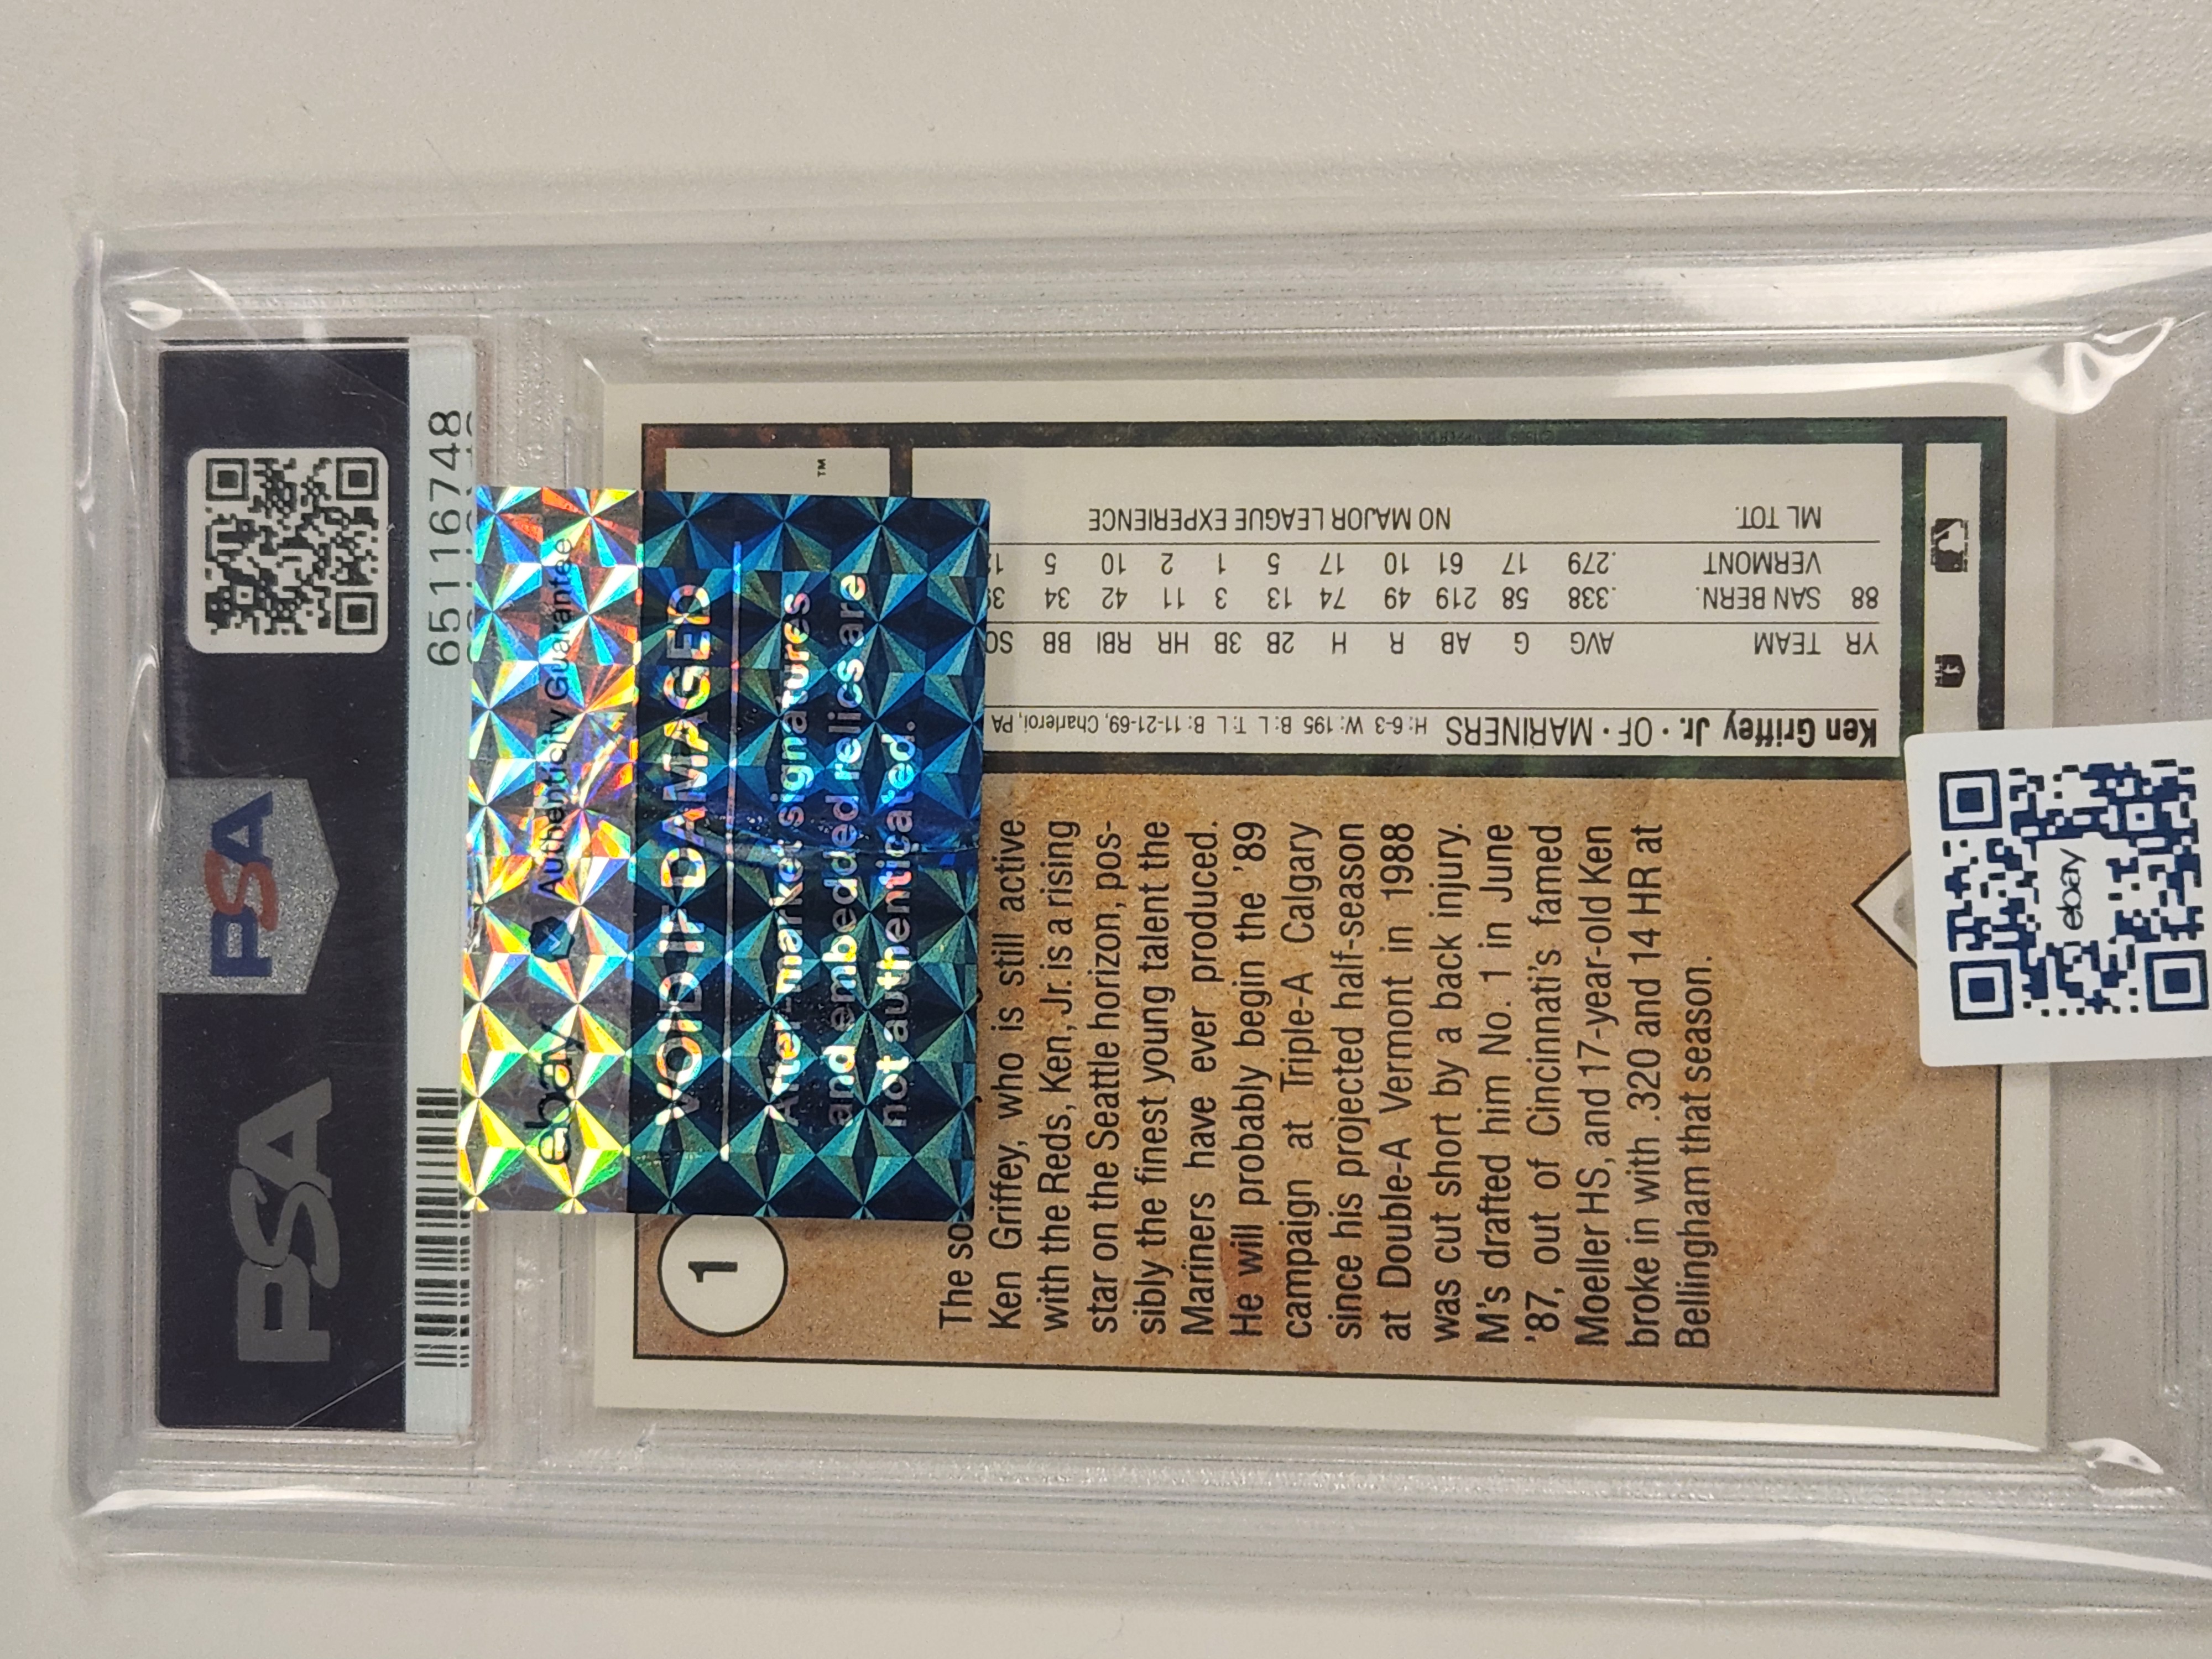 PSA
PSA
65116748
ebay Authenticity Guarantee
VOID IF DAMAGED
After-market signatures
and embedded relics are
not authenticated.
1
The so
Ken Griffey, who is still active
with the Reds, Ken, Jr. is a rising
star on the Seattle horizon, pos-
sibly the finest young talent the
Mariners have ever produced.
He will probably begin the '89
campaign at Triple-A Calgary
since his projected half-season
at Double-A Vermont in 1988
was cut short by a back injury.
M's drafted him No. 1 in June
'87, out of Cincinnati's famed
Moeller HS, and 17-year-old Ken
broke in with .320 and 14 HR at
Bellingham that season.
Ken Griffey Jr. • OF • MARINERS H: 6-3 W: 195 B: L T: L B: 11-21-69, Charleroi, PA
YR TEAM AVG G AB R H 2B 3B HR RBI BB SO
88 SAN BERN. .338 58 219 49 74 13 3 11 42 34
VERMONT .279 17 61 10 17 5 1 2 10 5
ML TOT. NO MAJOR LEAGUE EXPERIENCE
TM
ebay